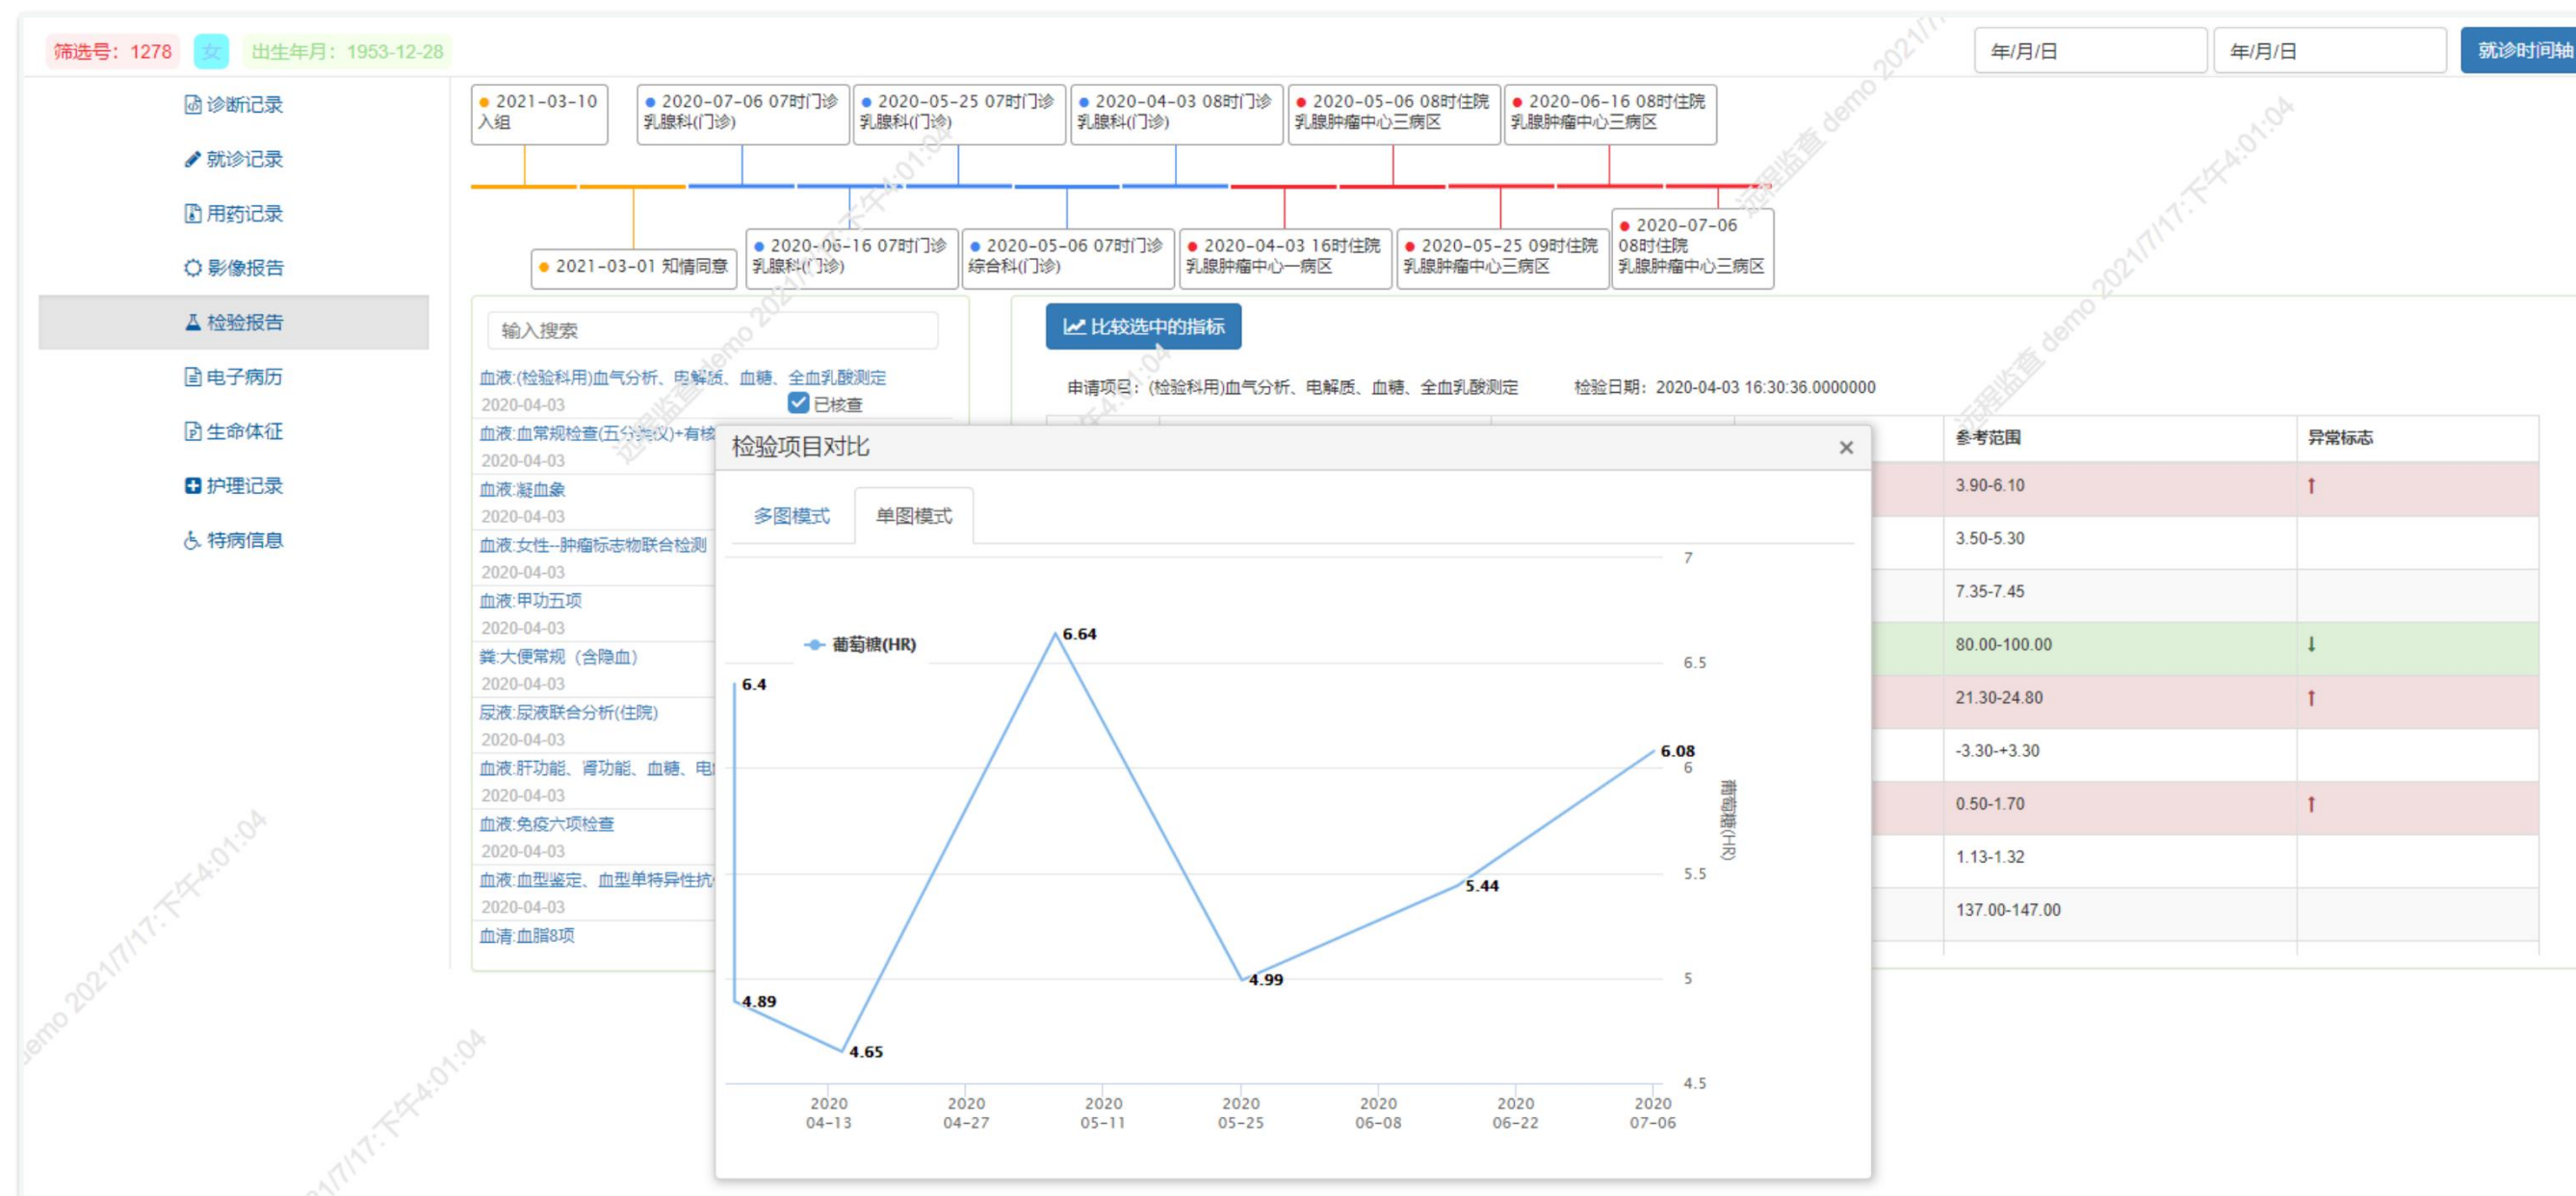 筛选号：1278 女 出生年月：1953-12-28
年/月/日 年/月/日 就诊时间轴
诊断记录
就诊记录
用药记录
影像报告
检验报告
电子病历
生命体征
护理记录
特病信息
2021-03-10
入组
2020-07-06 07时门诊
乳腺科(门诊)
2020-05-25 07时门诊
乳腺科(门诊)
2020-04-03 08时门诊
乳腺科(门诊)
2020-05-06 08时住院
乳腺肿瘤中心三病区
2020-06-16 08时住院
乳腺肿瘤中心三病区
2021-03-01 知情同意
2020-06-16 07时门诊
乳腺科(门诊)
2020-05-06 07时门诊
综合科(门诊)
2020-04-03 16时住院
乳腺肿瘤中心一病区
2020-05-25 09时住院
乳腺肿瘤中心三病区
2020-07-06
08时住院
乳腺肿瘤中心三病区
输入搜索
血液:(检验科用)血气分析、电解质、血糖、全血乳酸测定
2020-04-03 已核查
血液:血常规检查(五分类仪)+有核
2020-04-03
血液:凝血象
2020-04-03
血液:女性--肿瘤标志物联合检测
2020-04-03
血液:甲功五项
2020-04-03
粪:大便常规（含隐血）
2020-04-03
尿液:尿液联合分析(住院)
2020-04-03
血液:肝功能、肾功能、血糖、电
2020-04-03
血液:免疫六项检查
2020-04-03
血液:血型鉴定、血型单特异性抗
2020-04-03
血清:血脂8项
比较选中的指标
申请项目：(检验科用)血气分析、电解质、血糖、全血乳酸测定 检验日期：2020-04-03 16:30:36.0000000
参考范围 异常标志
3.90-6.10 ↑
3.50-5.30
7.35-7.45
80.00-100.00 ↓
21.30-24.80 ↑
-3.30-+3.30
0.50-1.70 ↑
1.13-1.32
137.00-147.00
检验项目对比 ×
多图模式 单图模式
葡萄糖(HR)
6.4
4.89
4.65
6.64
4.99
5.44
6.08
7
6.5
6
5.5
5
4.5
葡萄糖(HR)
2020
04-13
2020
04-27
2020
05-11
2020
05-25
2020
06-08
2020
06-22
2020
07-06
远程监查 demo 2021/7/17:下午4:01:04